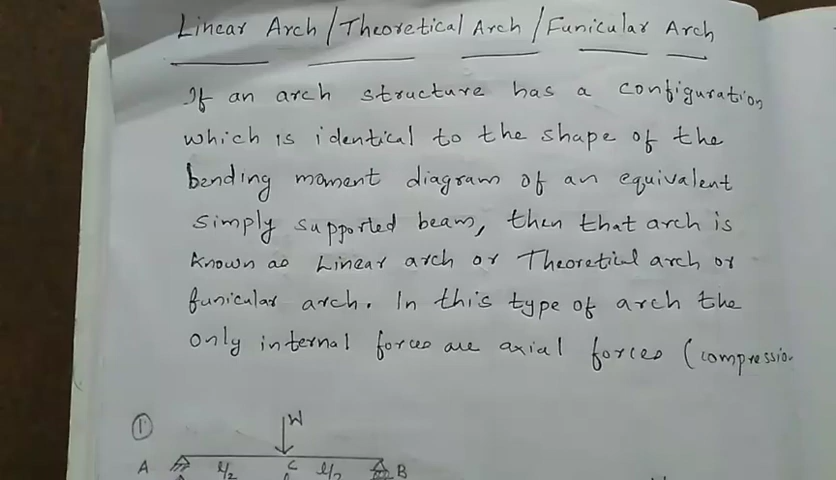 Linear Arch / Theoretical Arch / Funicular Arch
If an arch structure has a configuration
which is identical to the shape of the
bending moment diagram of an equivalent
simply supported beam, then that arch is
known as Linear arch or Theoretical arch or
funicular arch. In this type of arch the
only internal forces are axial forces (compression
① W
A l/2 C l/2 B